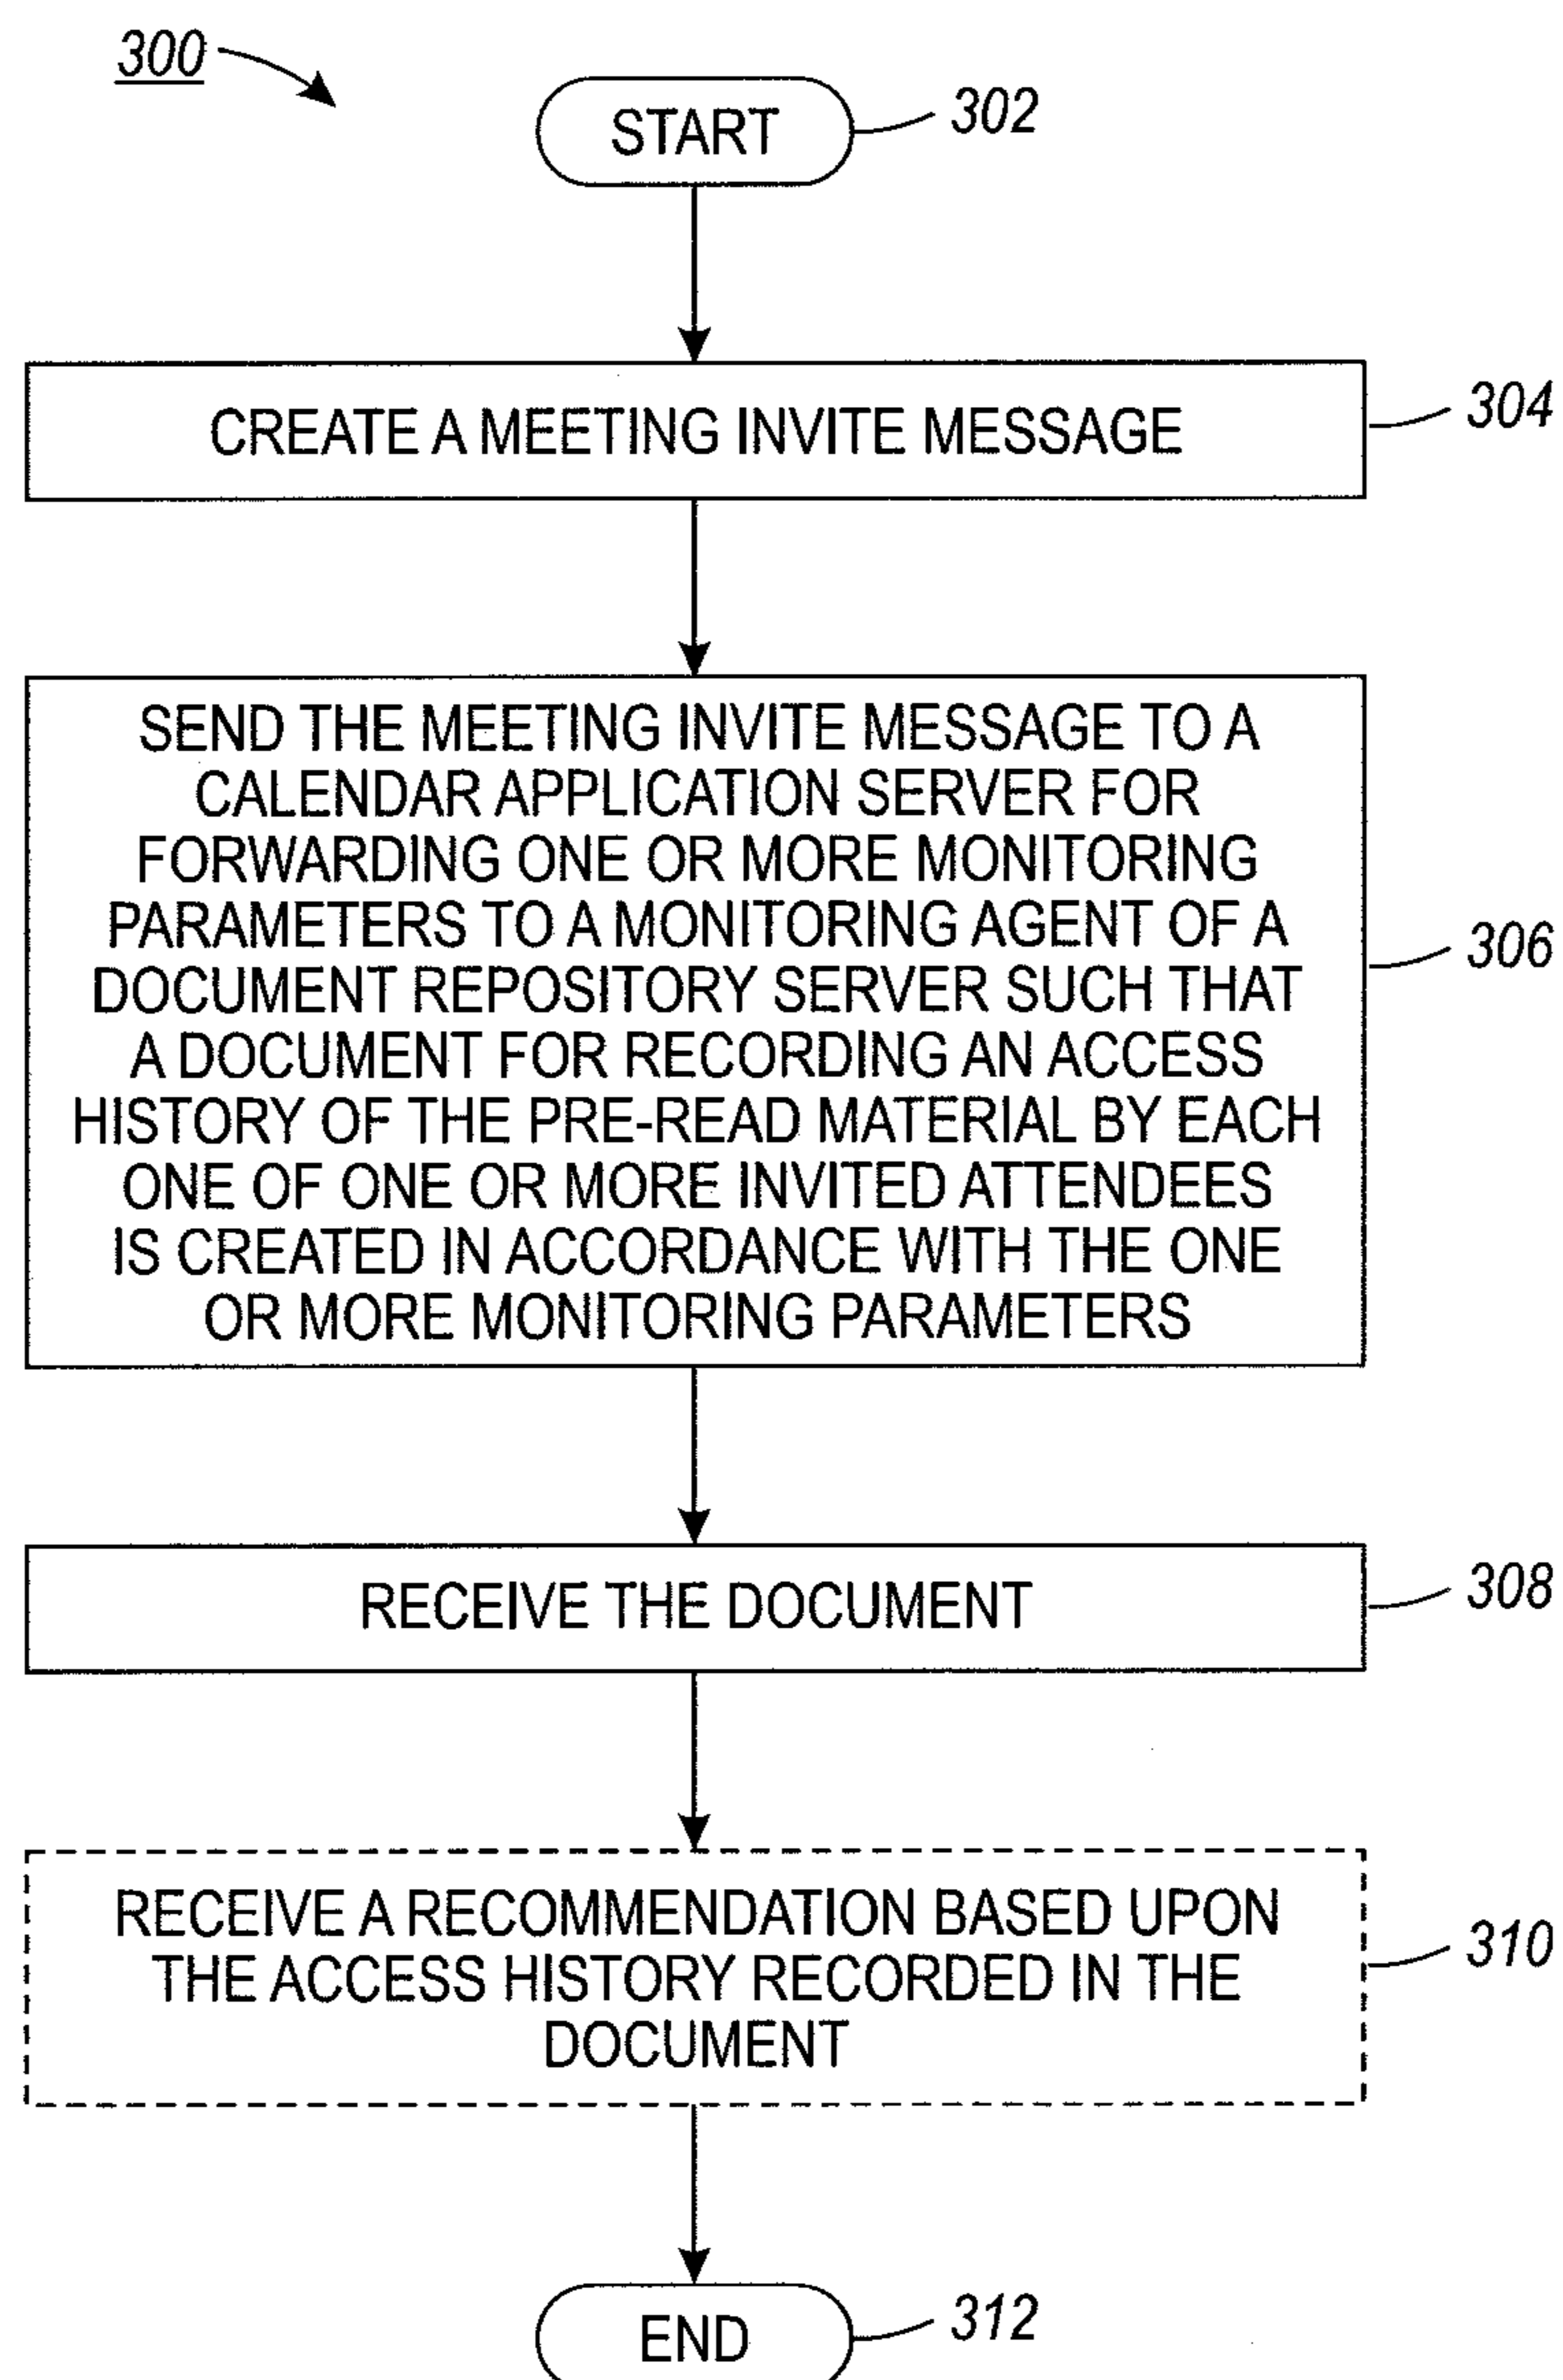 300
START
302
CREATE A MEETING INVITE MESSAGE
304
SEND THE MEETING INVITE MESSAGE TO A
CALENDAR APPLICATION SERVER FOR
FORWARDING ONE OR MORE MONITORING
PARAMETERS TO A MONITORING AGENT OF A
DOCUMENT REPOSITORY SERVER SUCH THAT
A DOCUMENT FOR RECORDING AN ACCESS
HISTORY OF THE PRE-READ MATERIAL BY EACH
ONE OF ONE OR MORE INVITED ATTENDEES
IS CREATED IN ACCORDANCE WITH THE ONE
OR MORE MONITORING PARAMETERS
306
RECEIVE THE DOCUMENT
308
RECEIVE A RECOMMENDATION BASED UPON
THE ACCESS HISTORY RECORDED IN THE
DOCUMENT
310
END
312